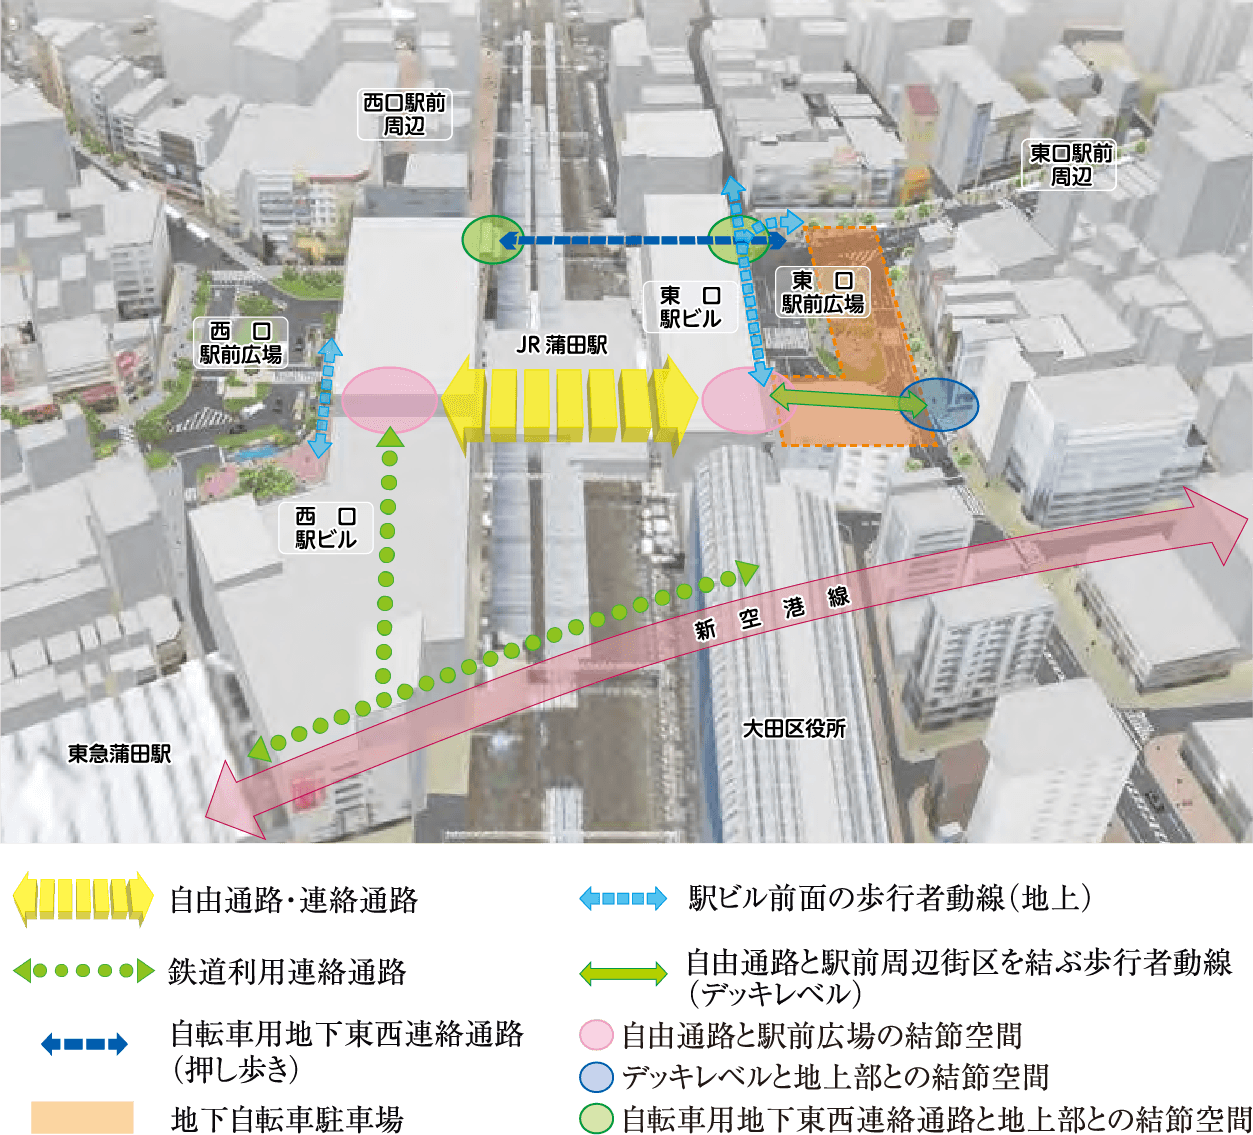 西口駅前
周辺
東口駅前
周辺
西　口
駅前広場
東　口
駅ビル
東　口
駅前広場
JR 蒲田駅
西　口
駅ビル
新空港線
東急蒲田駅
大田区役所
自由通路・連絡通路
鉄道利用連絡通路
自転車用地下東西連絡通路
（押し歩き）
地下自転車駐車場
駅ビル前面の歩行者動線（地上）
自由通路と駅前周辺街区を結ぶ歩行者動線
（デッキレベル）
自由通路と駅前広場の結節空間
デッキレベルと地上部との結節空間
自転車用地下東西連絡通路と地上部との結節空間